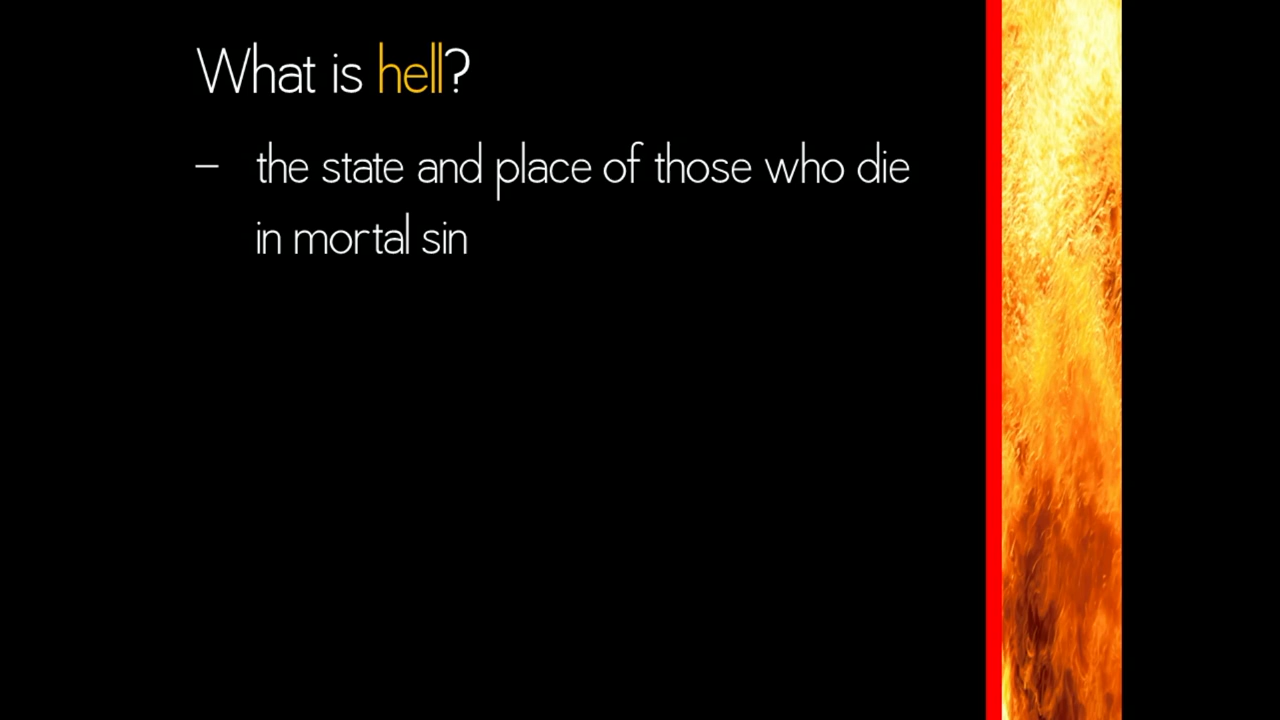 What is hell?
– the state and place of those who die
in mortal sin